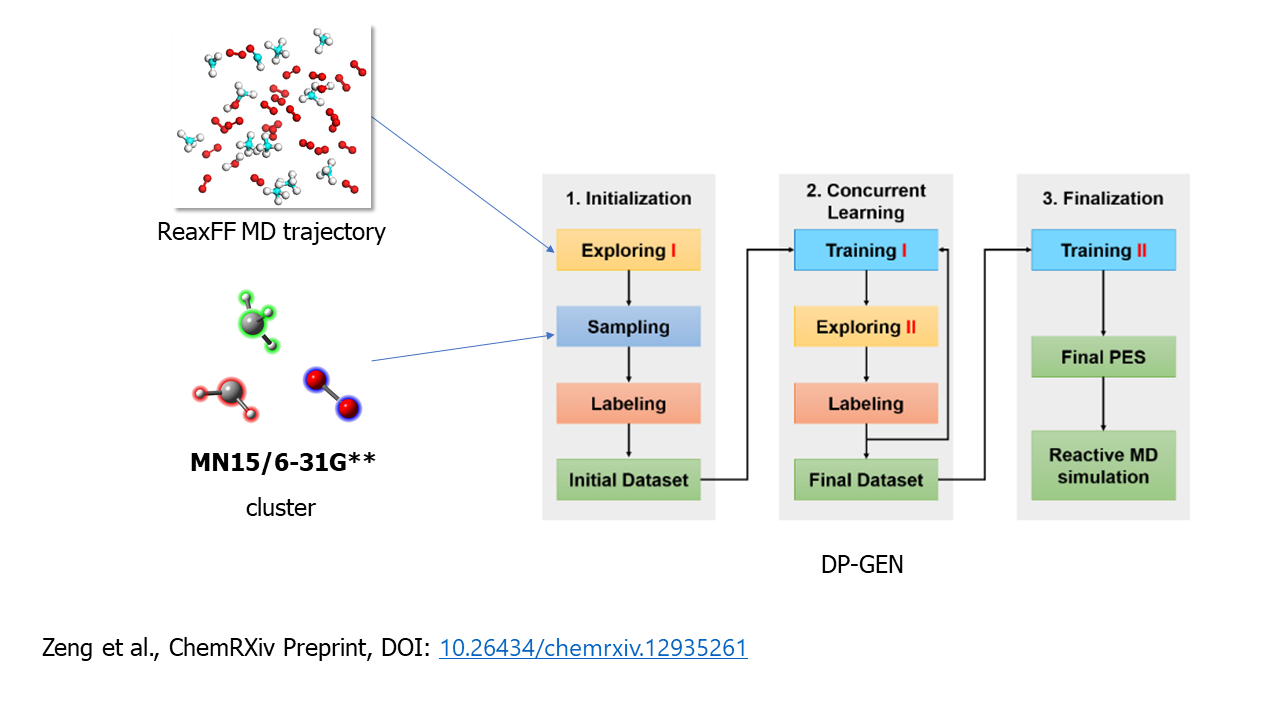 ReaxFF MD trajectory
MN15/6-31G**
cluster
1. Initialization
Exploring I
Sampling
Labeling
Initial Dataset
2. Concurrent
Learning
Training I
Exploring II
Labeling
Final Dataset
3. Finalization
Training II
Final PES
Reactive MD
simulation
DP-GEN
Zeng et al., ChemRXiv Preprint, DOI: 10.26434/chemrxiv.12935261